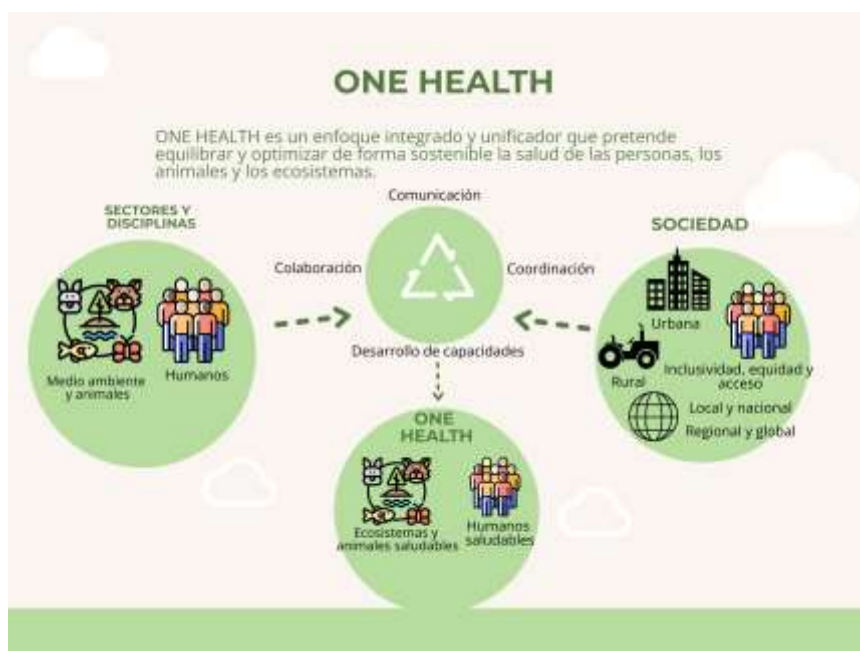 ONE HEALTH
ONE HEALTH es un enfoque integrado y unificador que pretende
equilibrar y optimizar de forma sostenible la salud de las personas, los
animales y los ecosistemas.
Comunicación
SECTORES Y
DISCIPLINAS
SOCIEDAD
Colaboración
Coordinación
Urbana
Desarrollo de capacidades
Medio ambiente
y animales
Humanos
Rural
Inclusividad, equidad y
acceso
Local y nacional
Regional y global
ONE
HEALTH
Ecosistemas y
animales saludables
Humanos
saludables